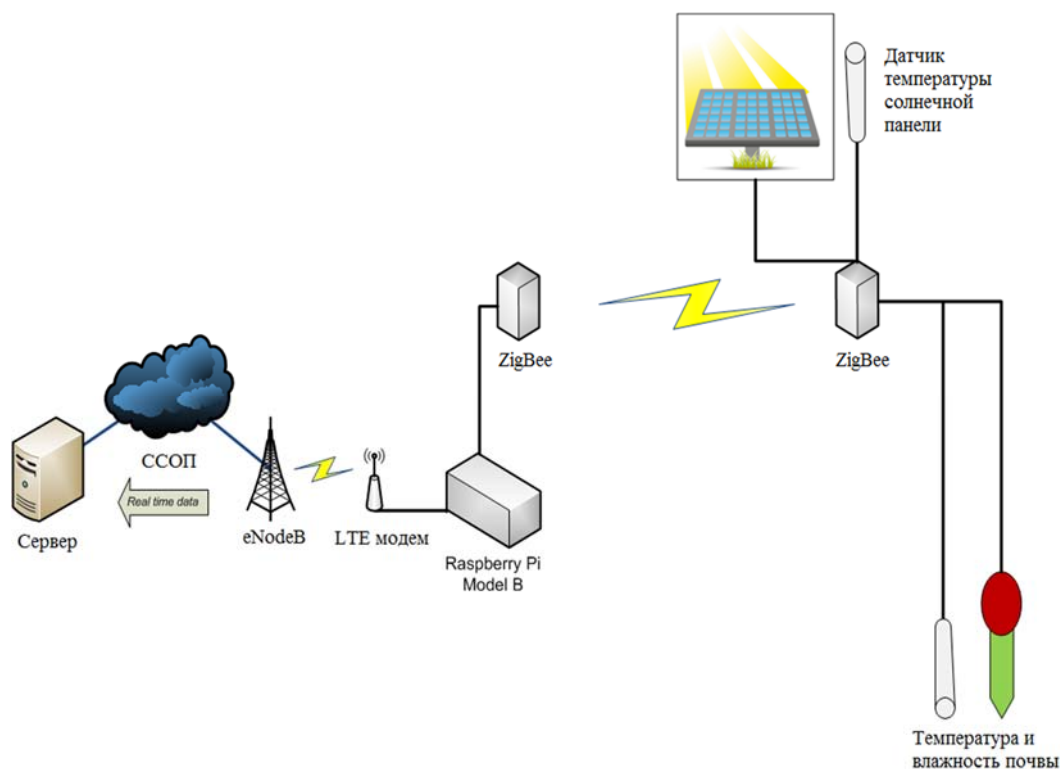 Датчик
температуры
солнечной
панели
ZigBee
ZigBee
ССОП
Real time data
Сервер
eNodeB
LTE модем
Raspberry Pi
Model B
Температура и
влажность почвы